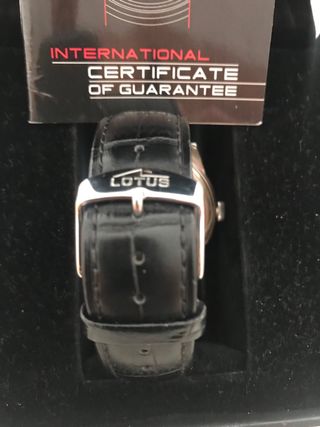 INTERNATIONAL
CERTIFICATE
OF GUARANTEE
LOTUS